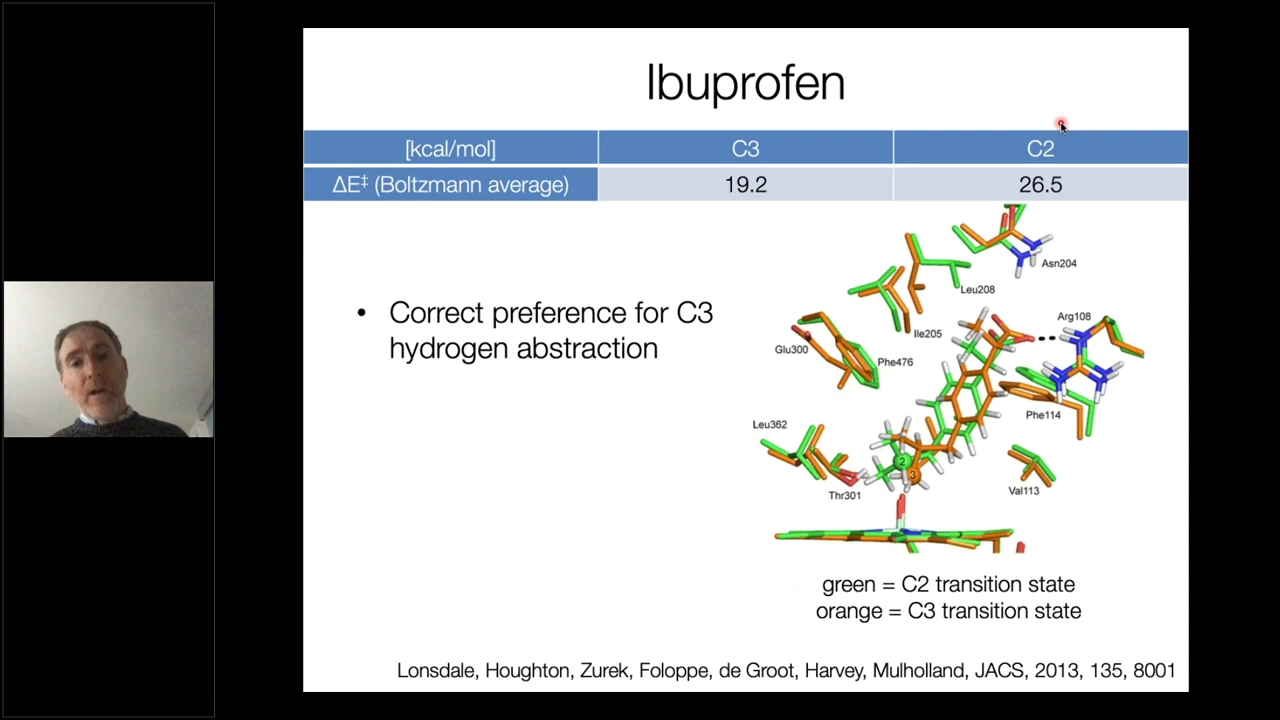 Ibuprofen
[kcal/mol] C3 C2
ΔE‡ (Boltzmann average) 19.2 26.5
• Correct preference for C3
hydrogen abstraction
Asn204
Leu208
Arg108
Ile205
Glu300
Phe476
Phe114
Leu362
2
3
Thr301
Val113
green = C2 transition state
orange = C3 transition state
Lonsdale, Houghton, Zurek, Foloppe, de Groot, Harvey, Mulholland, JACS, 2013, 135, 8001